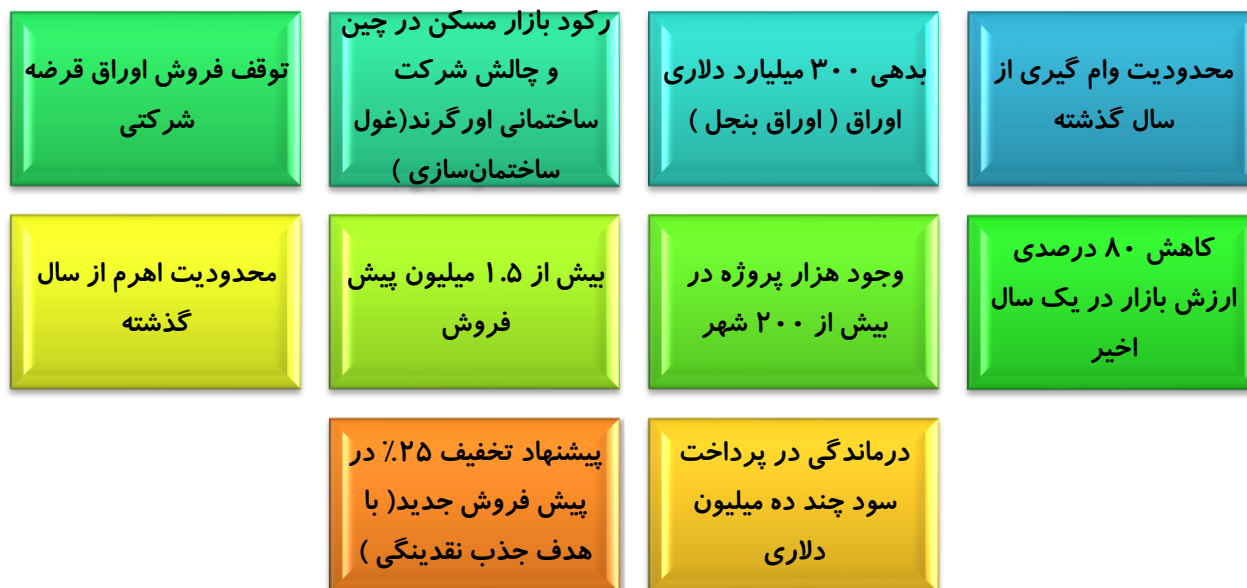 محدودیت وام گیری از
سال گذشته
بدهی ۳۰۰ میلیارد دلاری
اوراق ( اوراق بنجل )
رکود بازار مسکن در چین
و چالش شرکت
ساختمانی اورگرند(غول
ساختمان‌سازی )
توقف فروش اوراق قرضه
شرکتی
کاهش ۸۰ درصدی
ارزش بازار در یک سال
اخیر
وجود هزار پروژه در
بیش از ۲۰۰ شهر
بیش از ۱.۵ میلیون پیش
فروش
محدودیت اهرم از سال
گذشته
درماندگی در پرداخت
سود چند ده میلیون
دلاری
پیشنهاد تخفیف ۲۵٪ در
پیش فروش جدید( با
هدف جذب نقدینگی )